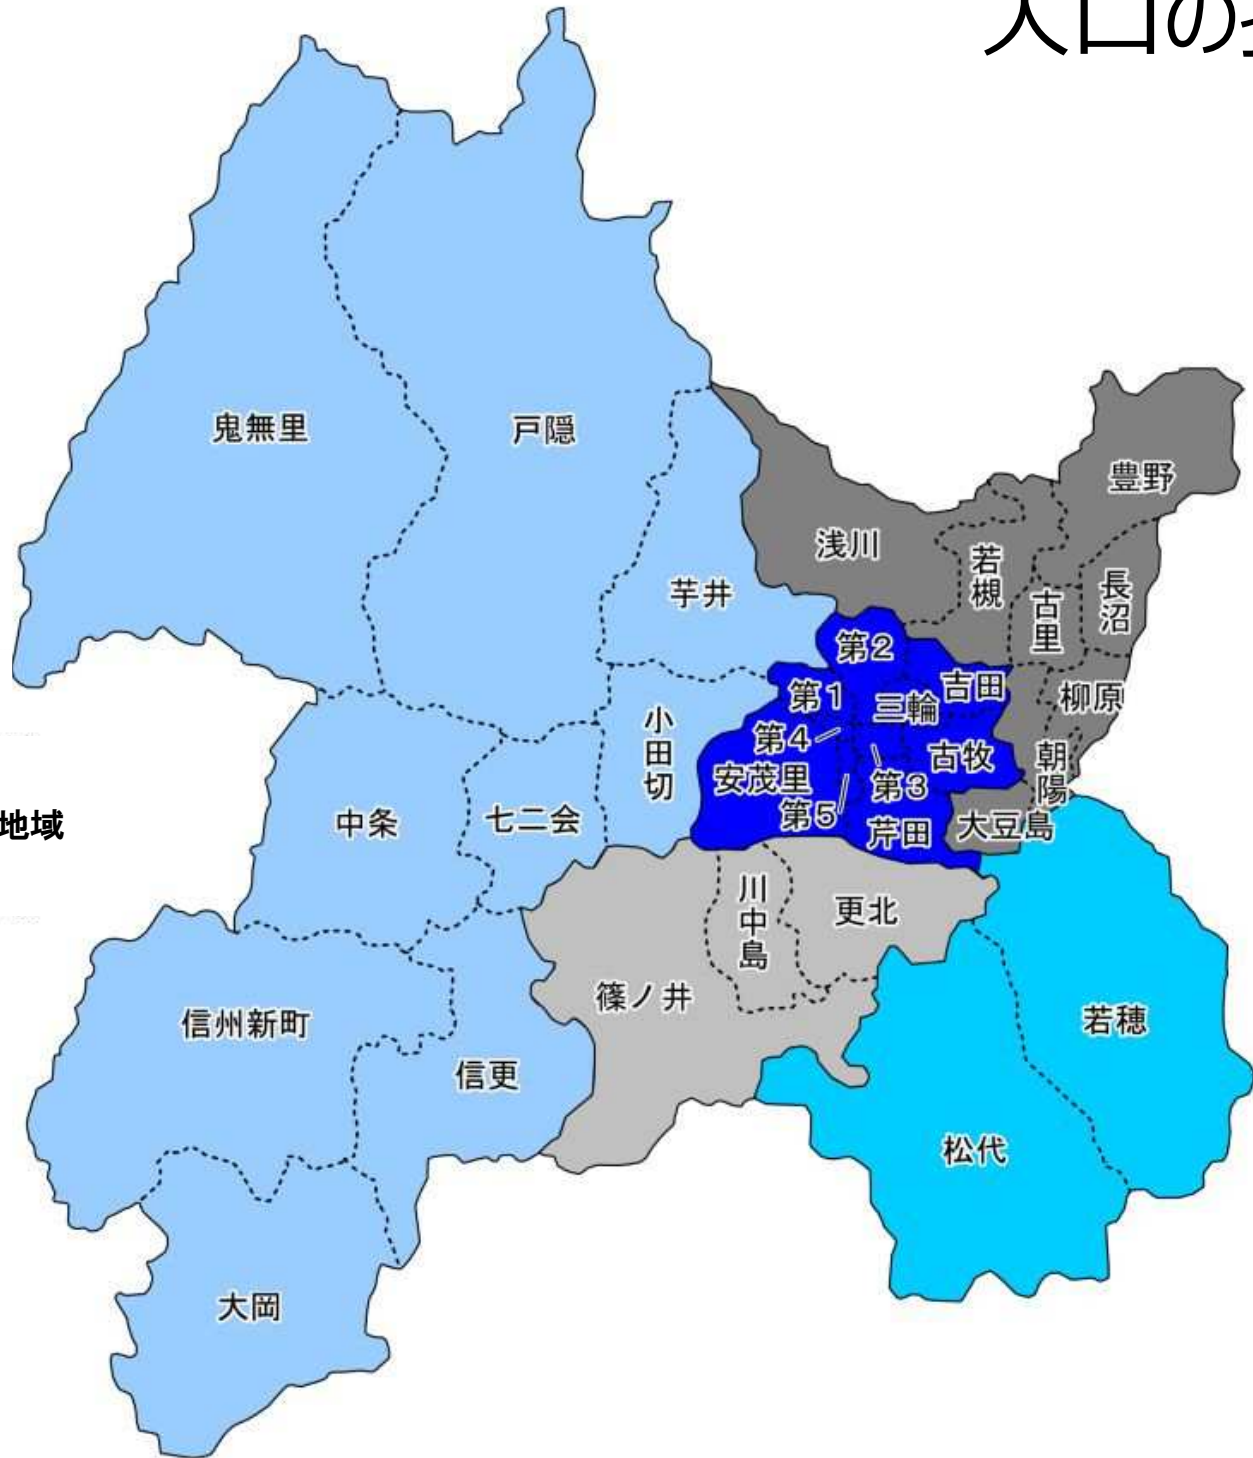 人口の
鬼無里
戸隠
豊野
浅川
若槻
芋井
長沼
古里
第2
吉田
第1
柳原
三輪
小田切
第4
古牧
朝陽
安茂里
第3
地域
中条
七二会
第5
芹田
大豆島
川中島
更北
篠ノ井
信州新町
若穂
信更
松代
大岡